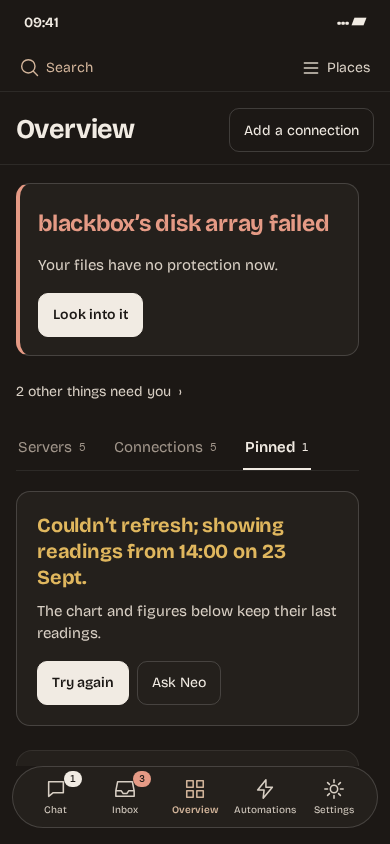 09:41
Search
Places
Overview
Add a connection
blackbox's disk array failed
Your files have no protection now.
Look into it
2 other things need you ›
Servers 5
Connections 5
Pinned 1
Couldn't refresh; showing
readings from 14:00 on 23
Sept.
The chart and figures below keep their last
readings.
Try again
Ask Neo
1
3
Chat
Inbox
Overview
Automations
Settings